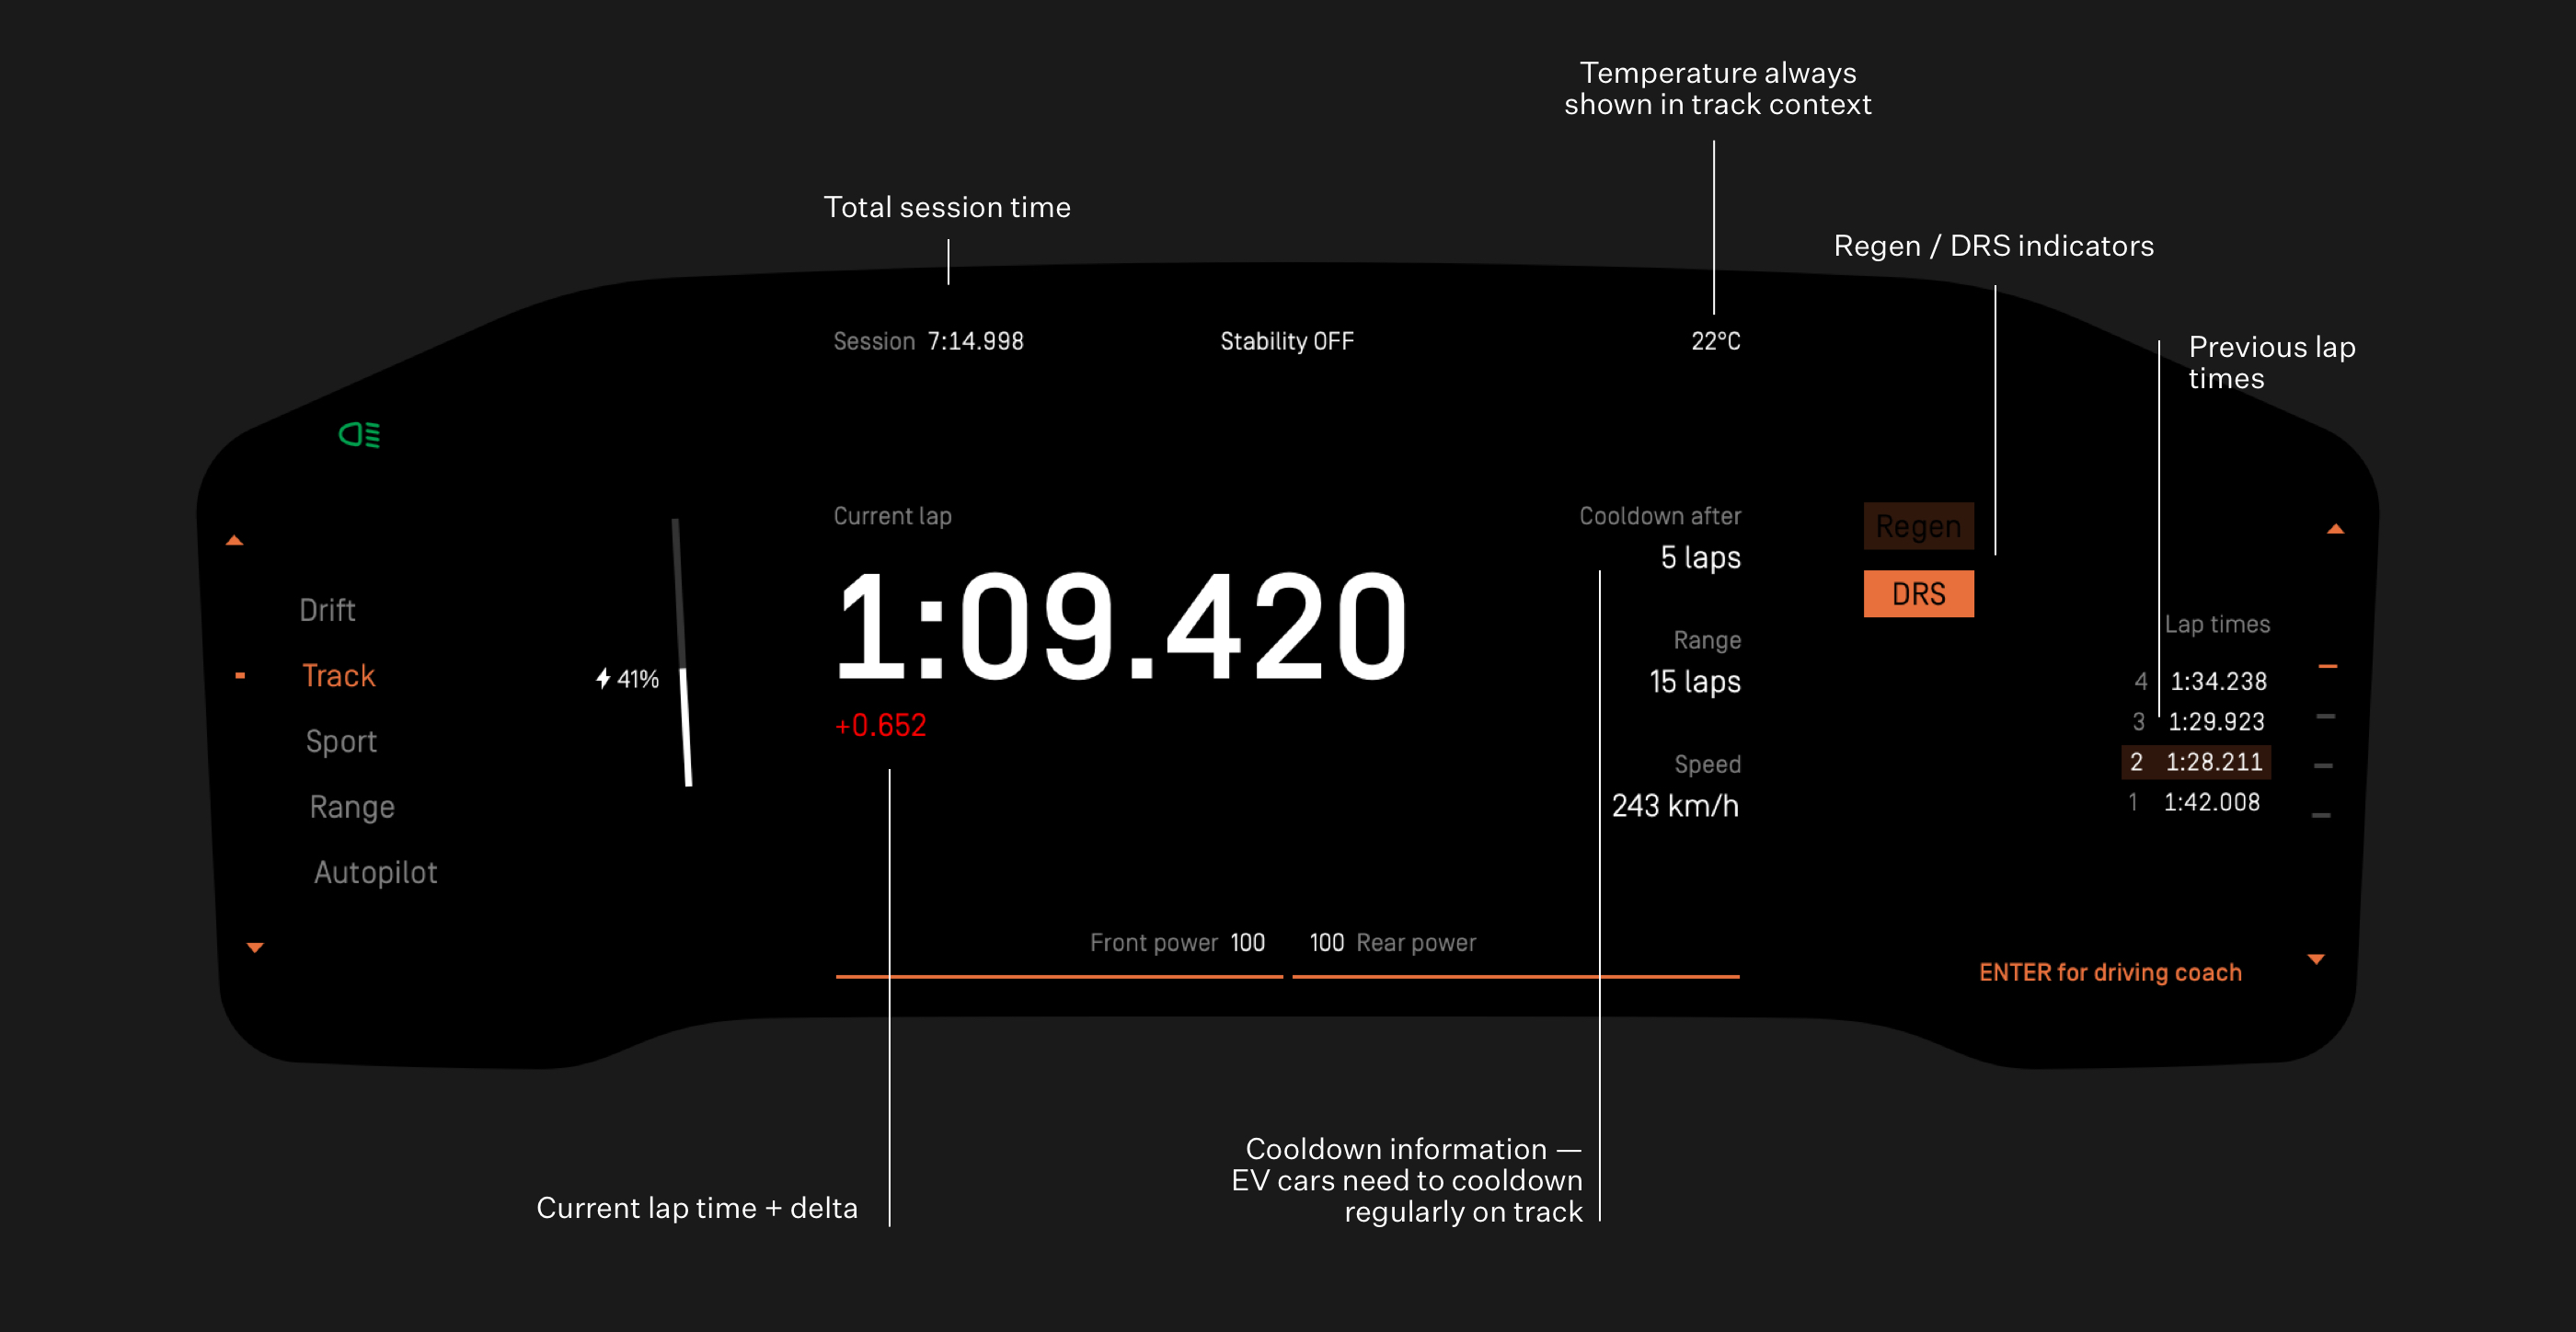 Temperature always
shown in track context
Total session time
Regen / DRS indicators
Previous lap
times
Session 7:14.998
Stability OFF
22°C
Drift
Track
Sport
Range
Autopilot
41%
Current lap
1:09.420
+0.652
Cooldown after
5 laps
Range
15 laps
Speed
243 km/h
Regen
DRS
Lap times
4 1:34.238
3 1:29.923
2 1:28.211
1 1:42.008
Front power 100
100 Rear power
ENTER for driving coach
Current lap time + delta
Cooldown information —
EV cars need to cooldown
regularly on track